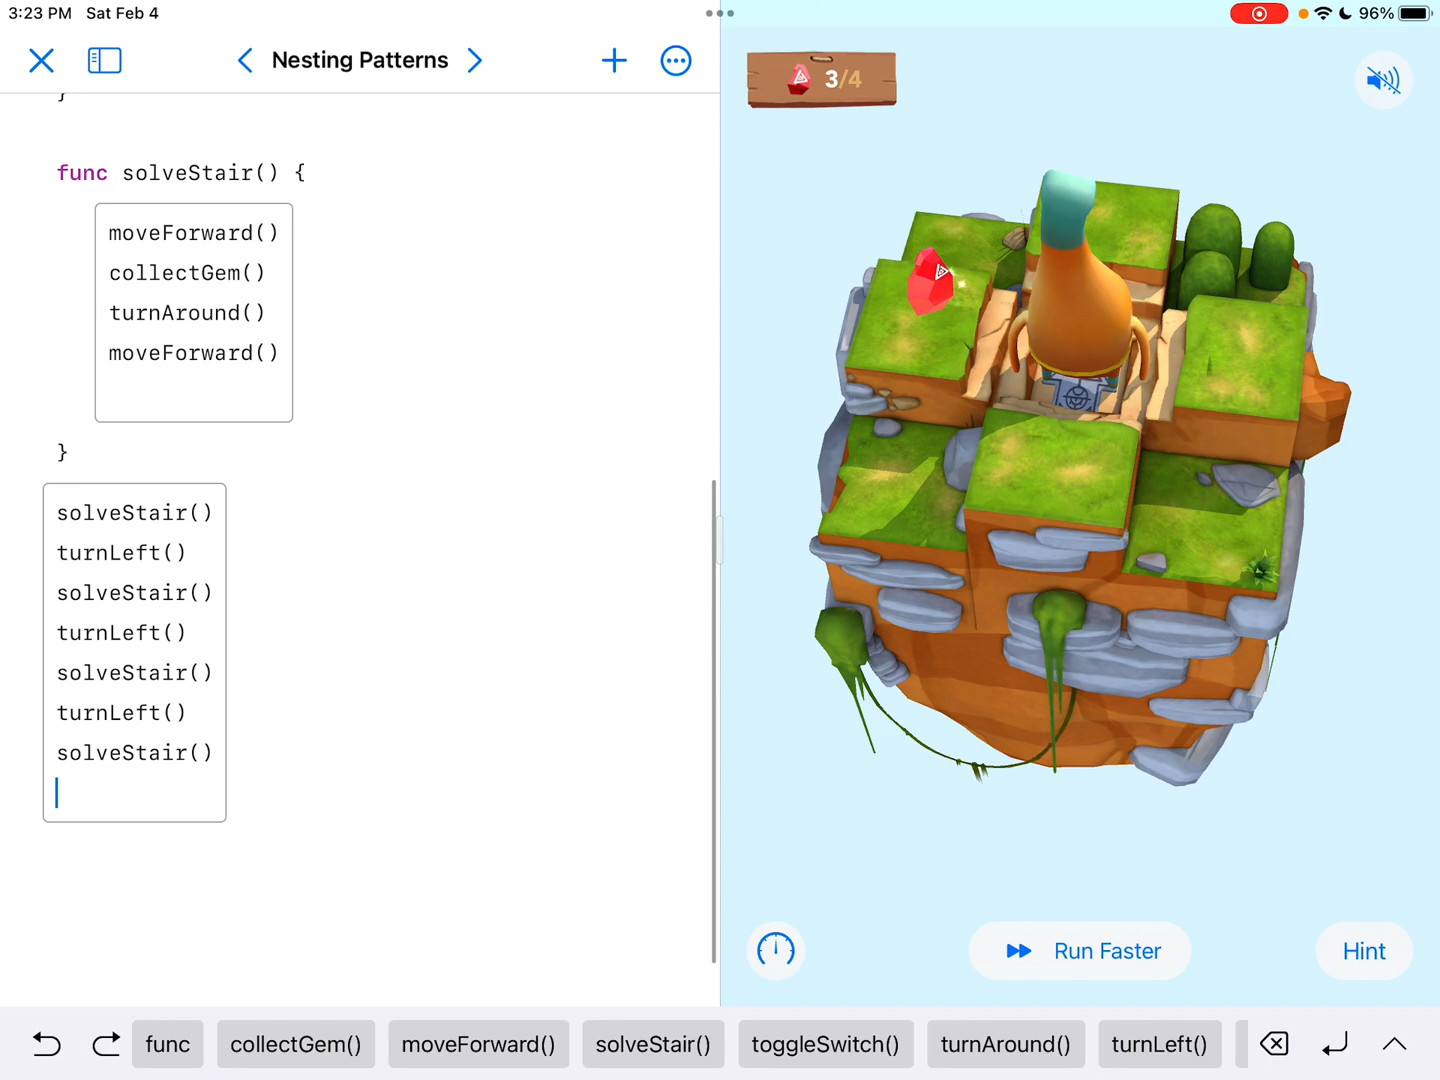 3:23 PM Sat Feb 4
96%
Nesting Patterns
}
func solveStair() {
moveForward()
collectGem()
turnAround()
moveForward()
}
solveStair()
turnLeft()
solveStair()
turnLeft()
solveStair()
turnLeft()
solveStair()
3/4
Run Faster
Hint
func
collectGem()
moveForward()
solveStair()
toggleSwitch()
turnAround()
turnLeft()